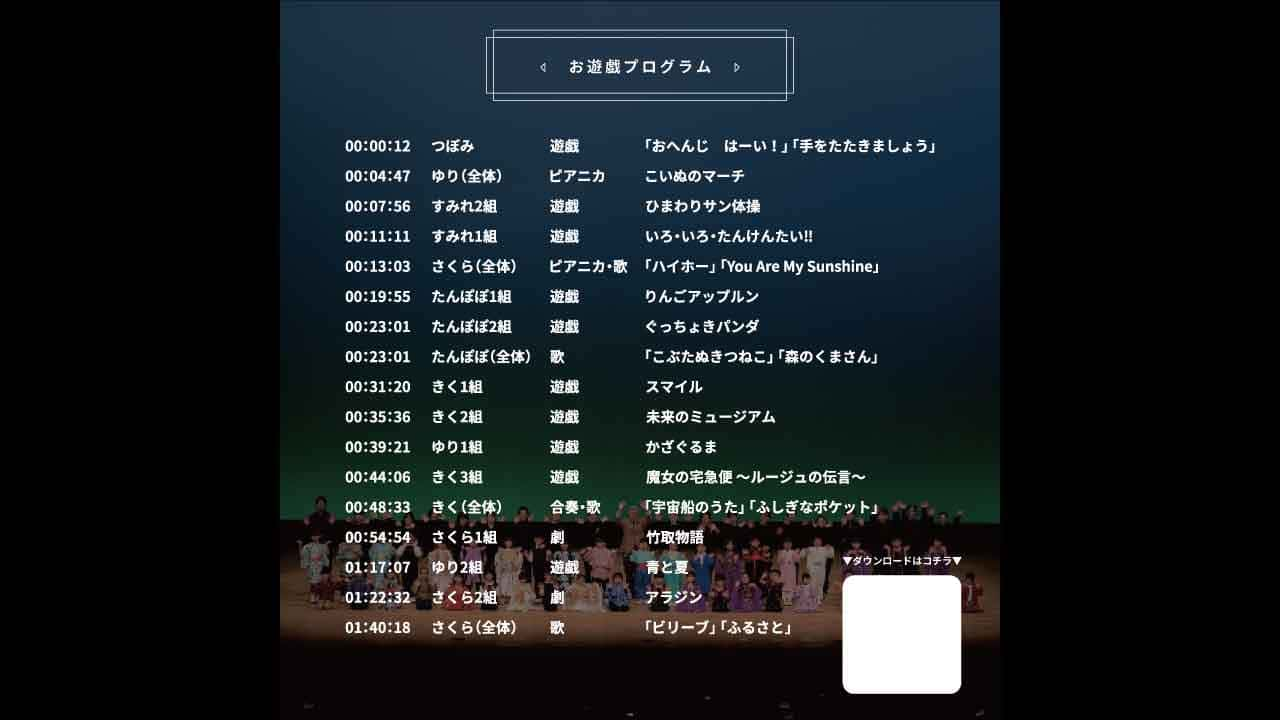 お遊戯プログラム
00:00:12 つぼみ 遊戯 「おへんじ　はーい！」「手をたたきましょう」
00:04:47 ゆり（全体） ピアニカ こいぬのマーチ
00:07:56 すみれ2組 遊戯 ひまわりサン体操
00:11:11 すみれ1組 遊戯 いろ・いろ・たんけんたい!!
00:13:03 さくら（全体） ピアニカ・歌 「ハイホー」「You Are My Sunshine」
00:19:55 たんぽぽ1組 遊戯 りんごアップルン
00:23:01 たんぽぽ2組 遊戯 ぐっちょきパンダ
00:23:01 たんぽぽ（全体） 歌 「こぶたぬきつねこ」「森のくまさん」
00:31:20 きく1組 遊戯 スマイル
00:35:36 きく2組 遊戯 未来のミュージアム
00:39:21 ゆり1組 遊戯 かざぐるま
00:44:06 きく3組 遊戯 魔女の宅急便 〜ルージュの伝言〜
00:48:33 きく（全体） 合奏・歌 「宇宙船のうた」「ふしぎなポケット」
00:54:54 さくら1組 劇 竹取物語
01:17:07 ゆり2組 遊戯 青と夏
01:22:32 さくら2組 劇 アラジン
01:40:18 さくら（全体） 歌 「ビリーブ」「ふるさと」
▼ダウンロードはコチラ▼